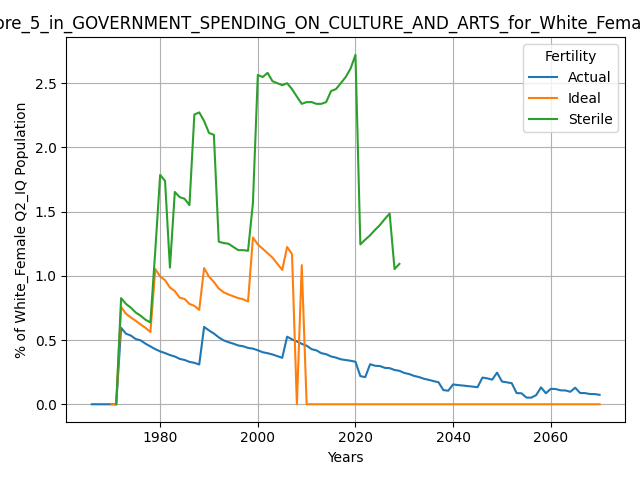 ore_5_in_GOVERNMENT_SPENDING_ON_CULTURE_AND_ARTS_for_White_Fema
Fertility
Actual
Ideal
Sterile
% of White_Female Q2_IQ Population
2.5
2.0
1.5
1.0
0.5
0.0
1980
2000
2020
2040
2060
Years